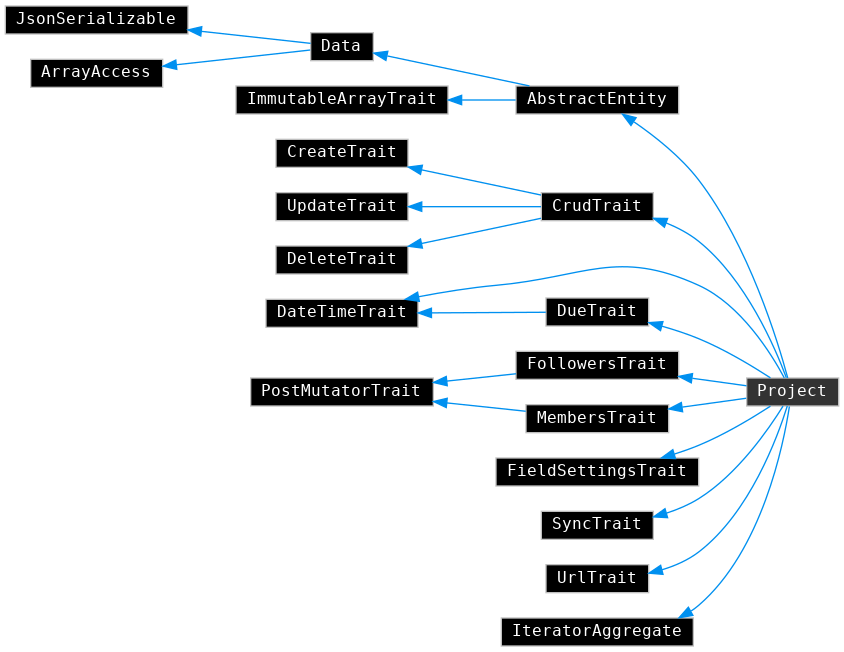 JsonSerializable
Data
ArrayAccess
ImmutableArrayTrait
AbstractEntity
CreateTrait
UpdateTrait
CrudTrait
DeleteTrait
DateTimeTrait
DueTrait
FollowersTrait
PostMutatorTrait
Project
MembersTrait
FieldSettingsTrait
SyncTrait
UrlTrait
IteratorAggregate